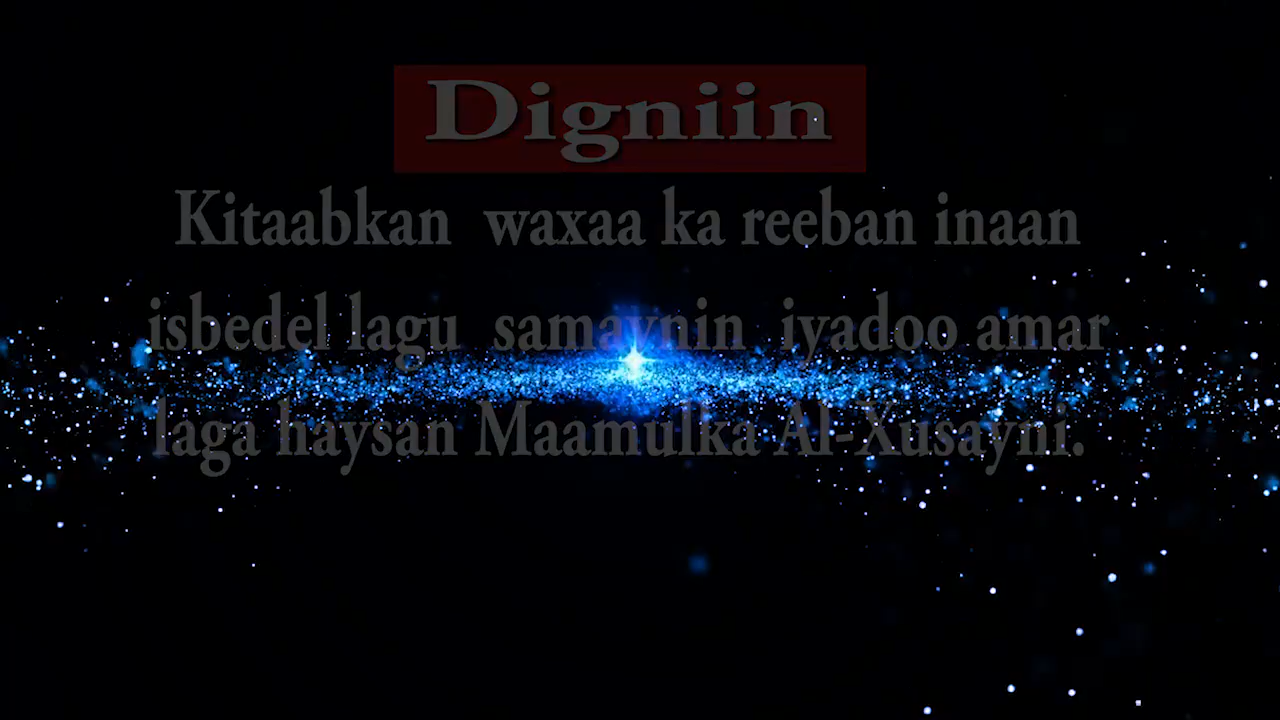 Digniin
Kitaabkan waxaa ka reeban inaan
isbedel lagu samaynin iyadoo amar
laga haysan Maamulka Al-Xusayni.